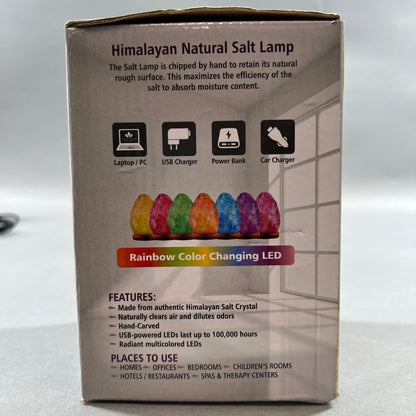 Himalayan Natural Salt Lamp
The Salt Lamp is chipped by hand to retain its natural
rough surface. This maximizes the efficiency of the
salt to absorb moisture content.
Laptop / PC USB Charger Power Bank Car Charger
Rainbow Color Changing LED
FEATURES:
Made from authentic Himalayan Salt Crystal
Naturally clears air and dilutes odors
Hand-Carved
USB-powered LEDs last up to 100,000 hours
Radiant multicolored LEDs
PLACES TO USE
HOMES OFFICES BEDROOMS CHILDREN'S ROOMS
HOTELS / RESTAURANTS SPAS & THERAPY CENTERS